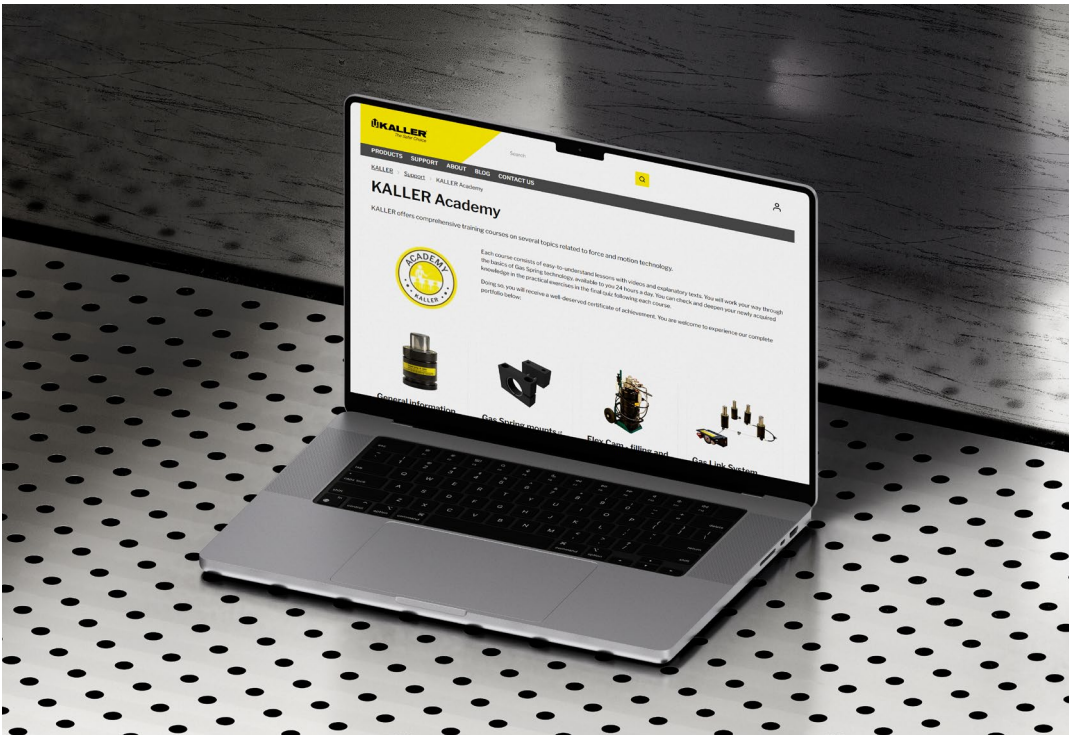 KALLER
The Safer Choice
Search
PRODUCTS SUPPORT ABOUT BLOG CONTACT US
KALLER Support KALLER Academy
KALLER Academy
KALLER offers comprehensive training courses on several topics related to force and motion technology.
ACADEMY
KALLER
Each course consists of easy-to-understand lessons with videos and explanatory texts. You will work your way through
the basics of Gas Spring technology, available to you 24 hours a day. You can check and deepen your newly acquired
knowledge in the practical exercises in the final quiz following each course.
Doing so, you will receive a well-deserved certificate of achievement. You are welcome to experience our complete
portfolio below:
General information
Gas Spring mounts
Flex Cam - filling and
Gas Link System